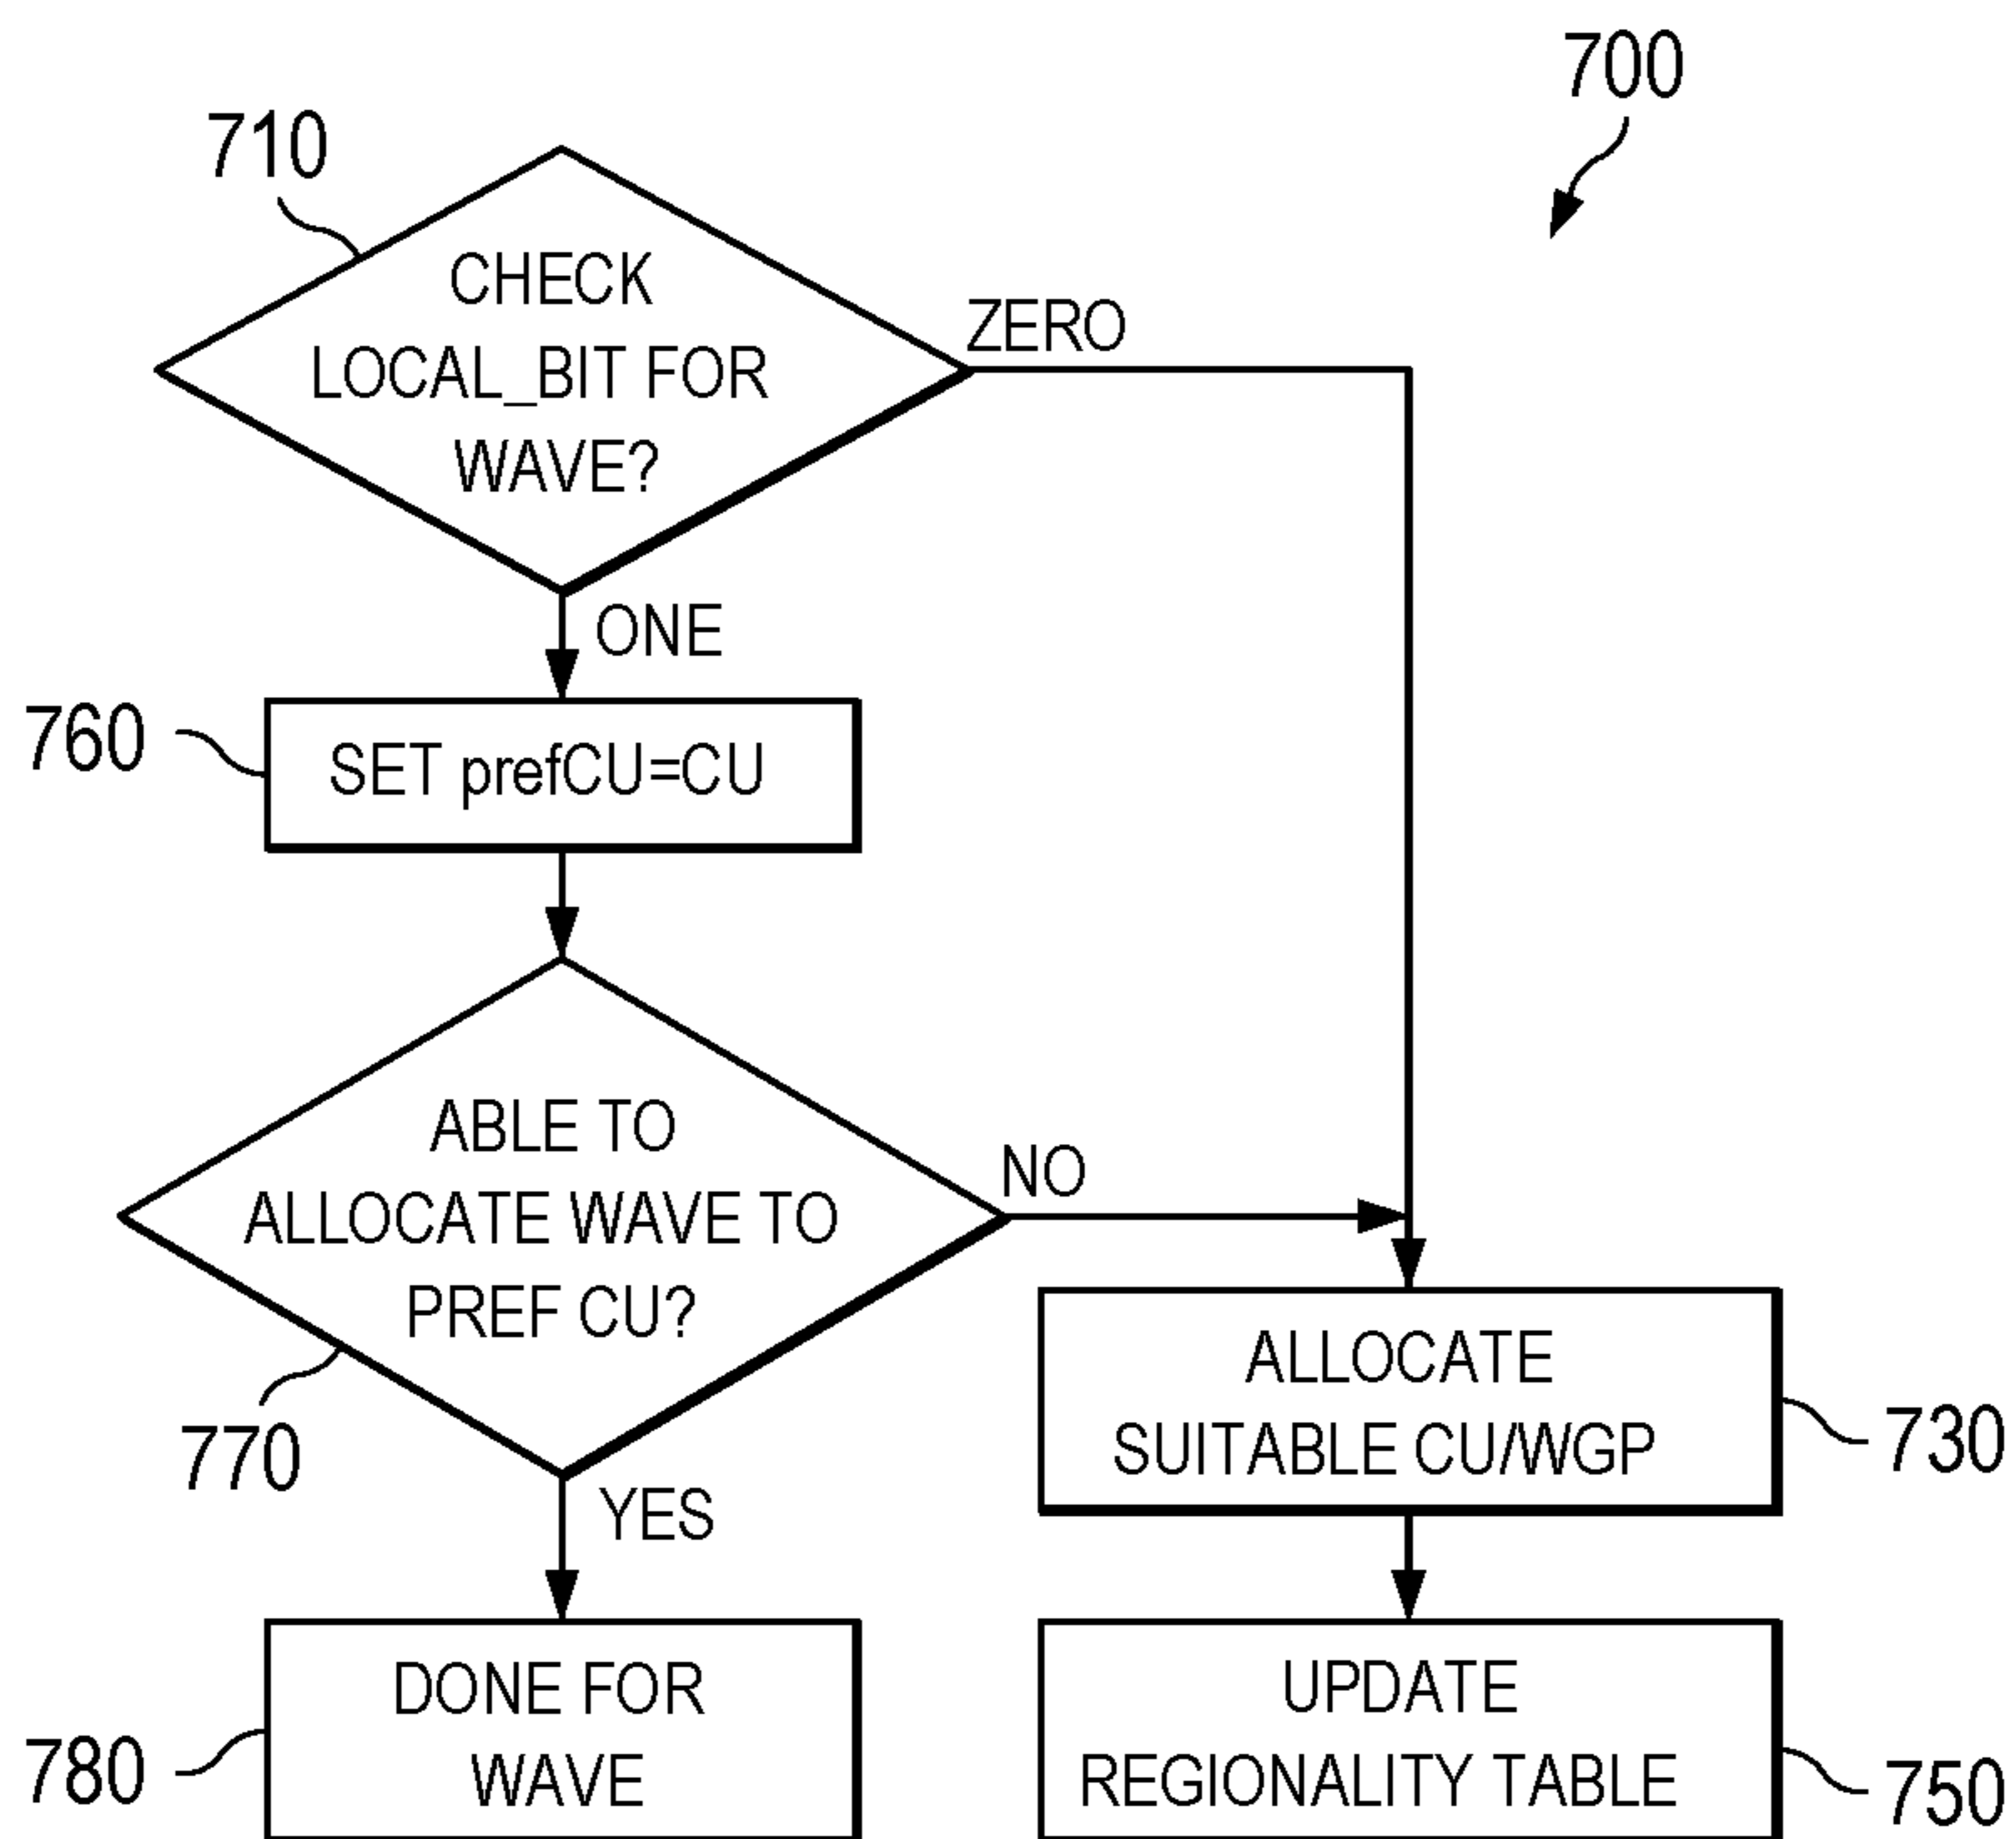 700
710
CHECK
LOCAL_BIT FOR
WAVE?
ZERO
ONE
760
SET prefCU=CU
ABLE TO
ALLOCATE WAVE TO
PREF CU?
NO
770
YES
ALLOCATE
SUITABLE CU/WGP
730
DONE FOR
WAVE
780
UPDATE
REGIONALITY TABLE
750